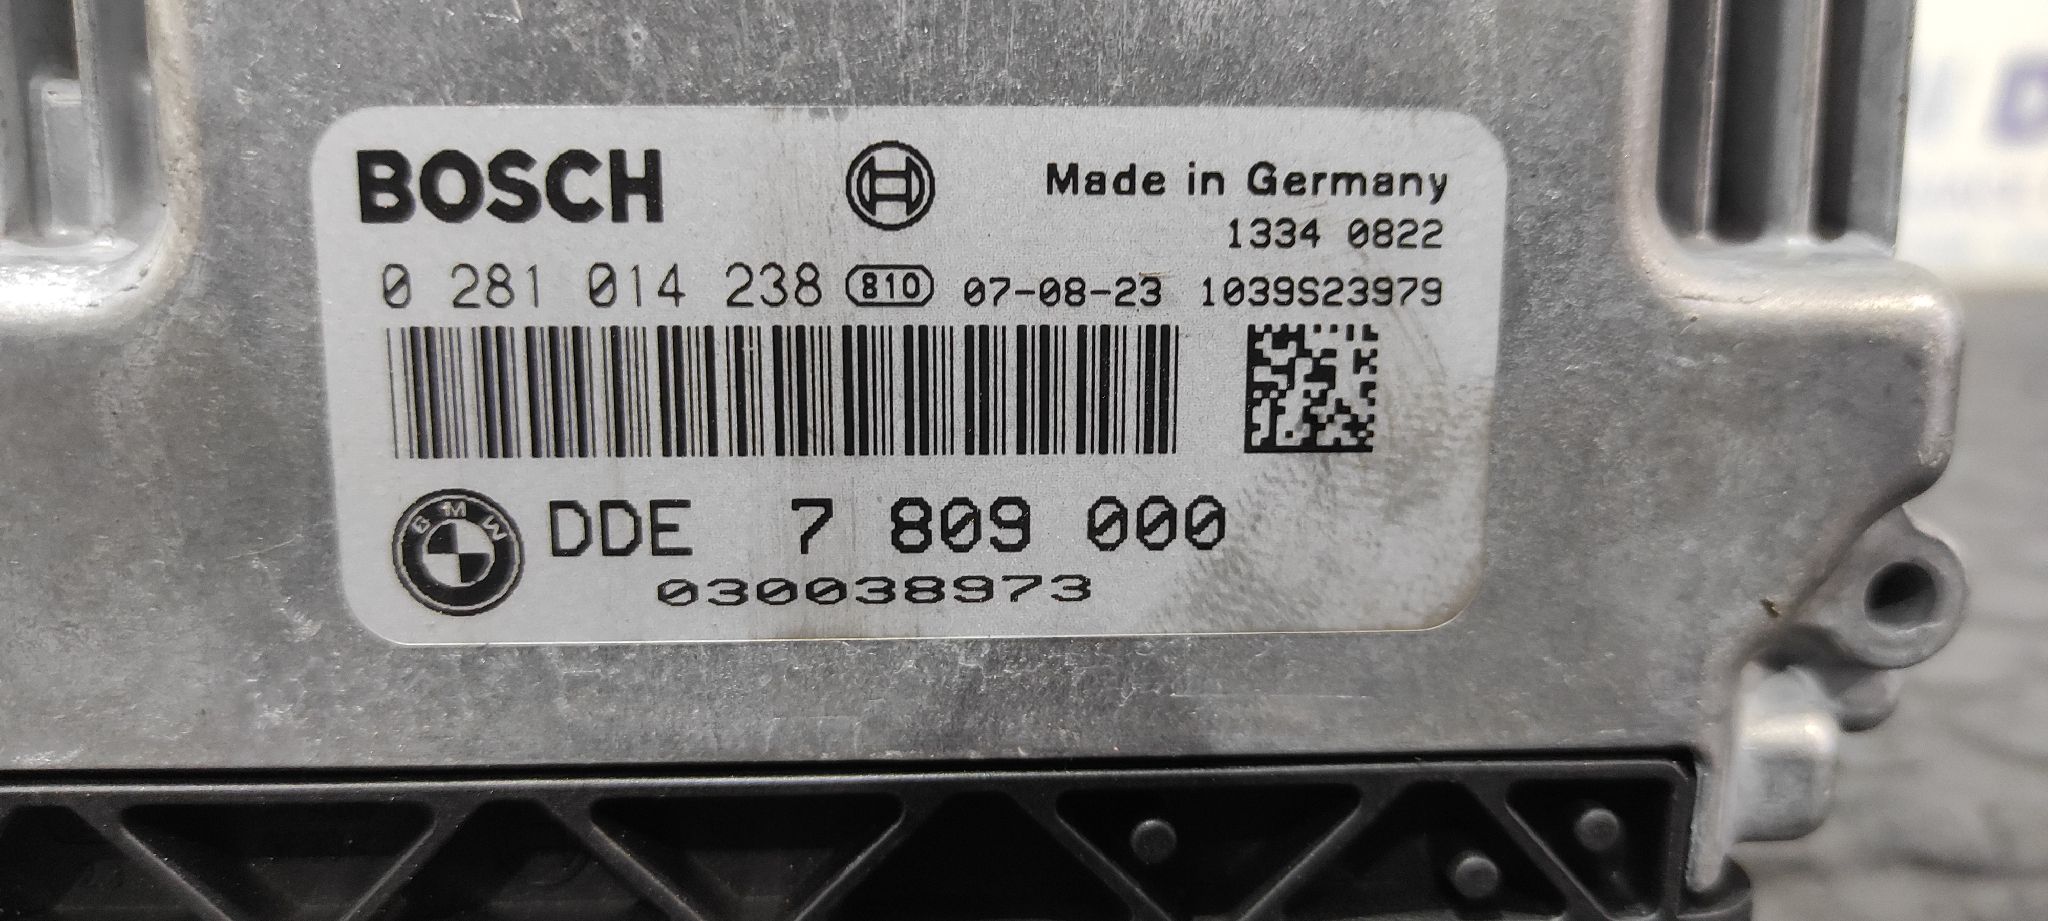 BOSCH Made in Germany
1334 0822
0 281 014 238 810 07-08-23 1039S23979
BMW DDE 7 809 000
030038973